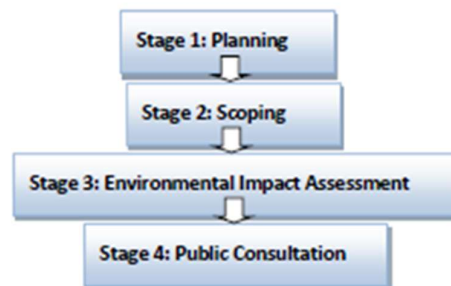 Stage 1: Planning
Stage 2: Scoping
Stage 3: Environmental Impact Assessment
Stage 4: Public Consultation